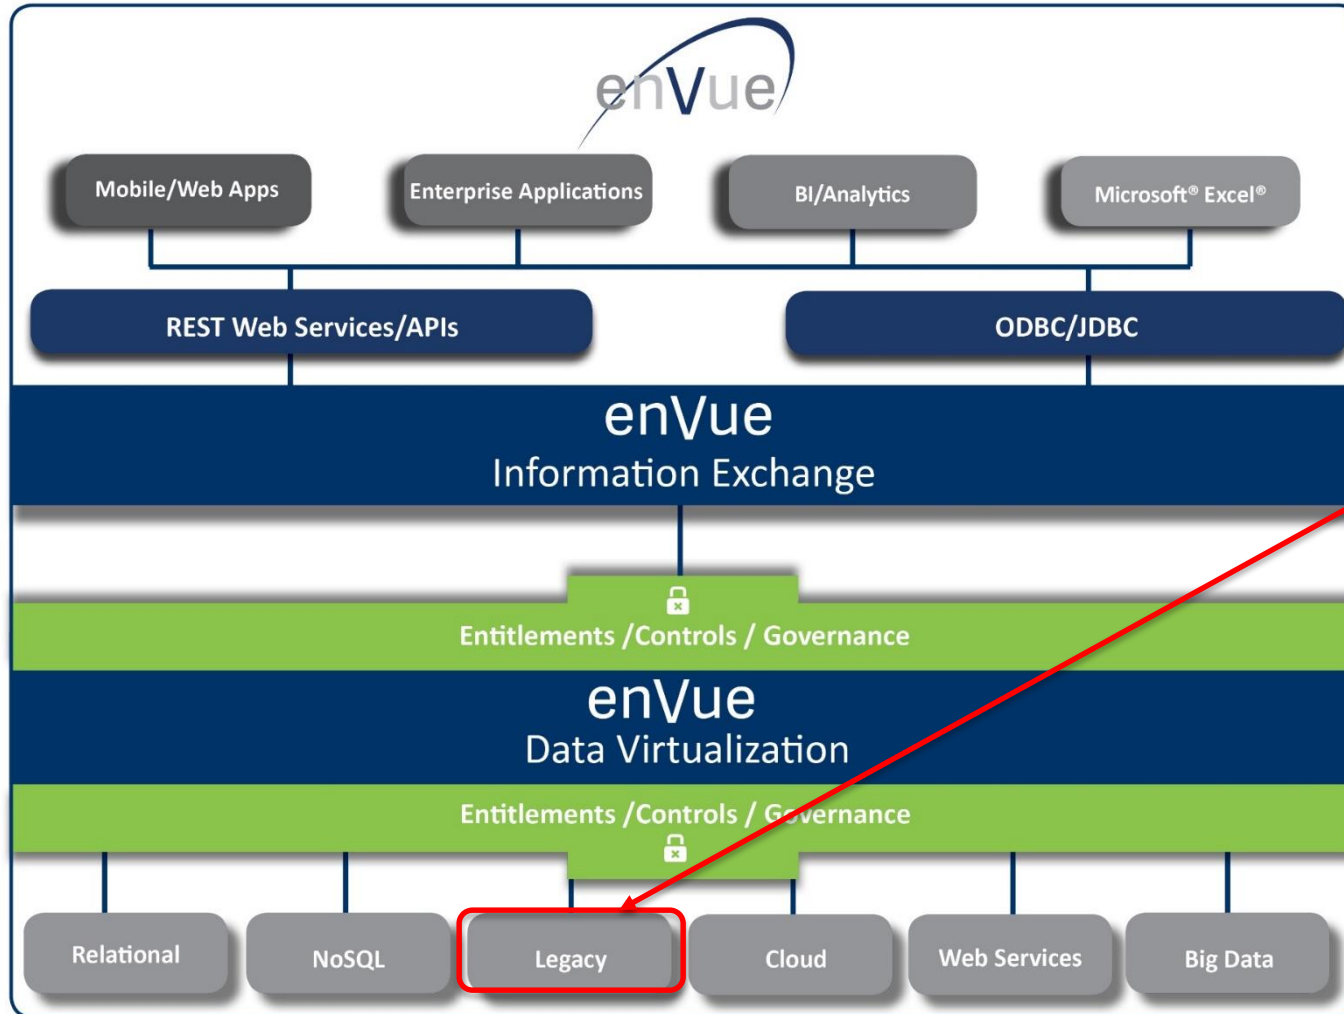 enVue
Mobile/Web Apps
Enterprise Applications
BI/Analytics
Microsoft® Excel®
REST Web Services/APIs
ODBC/JDBC
enVue
Information Exchange
Entitlements /Controls / Governance
enVue
Data Virtualization
Entitlements /Controls / Governance
Relational
NoSQL
Legacy
Cloud
Web Services
Big Data